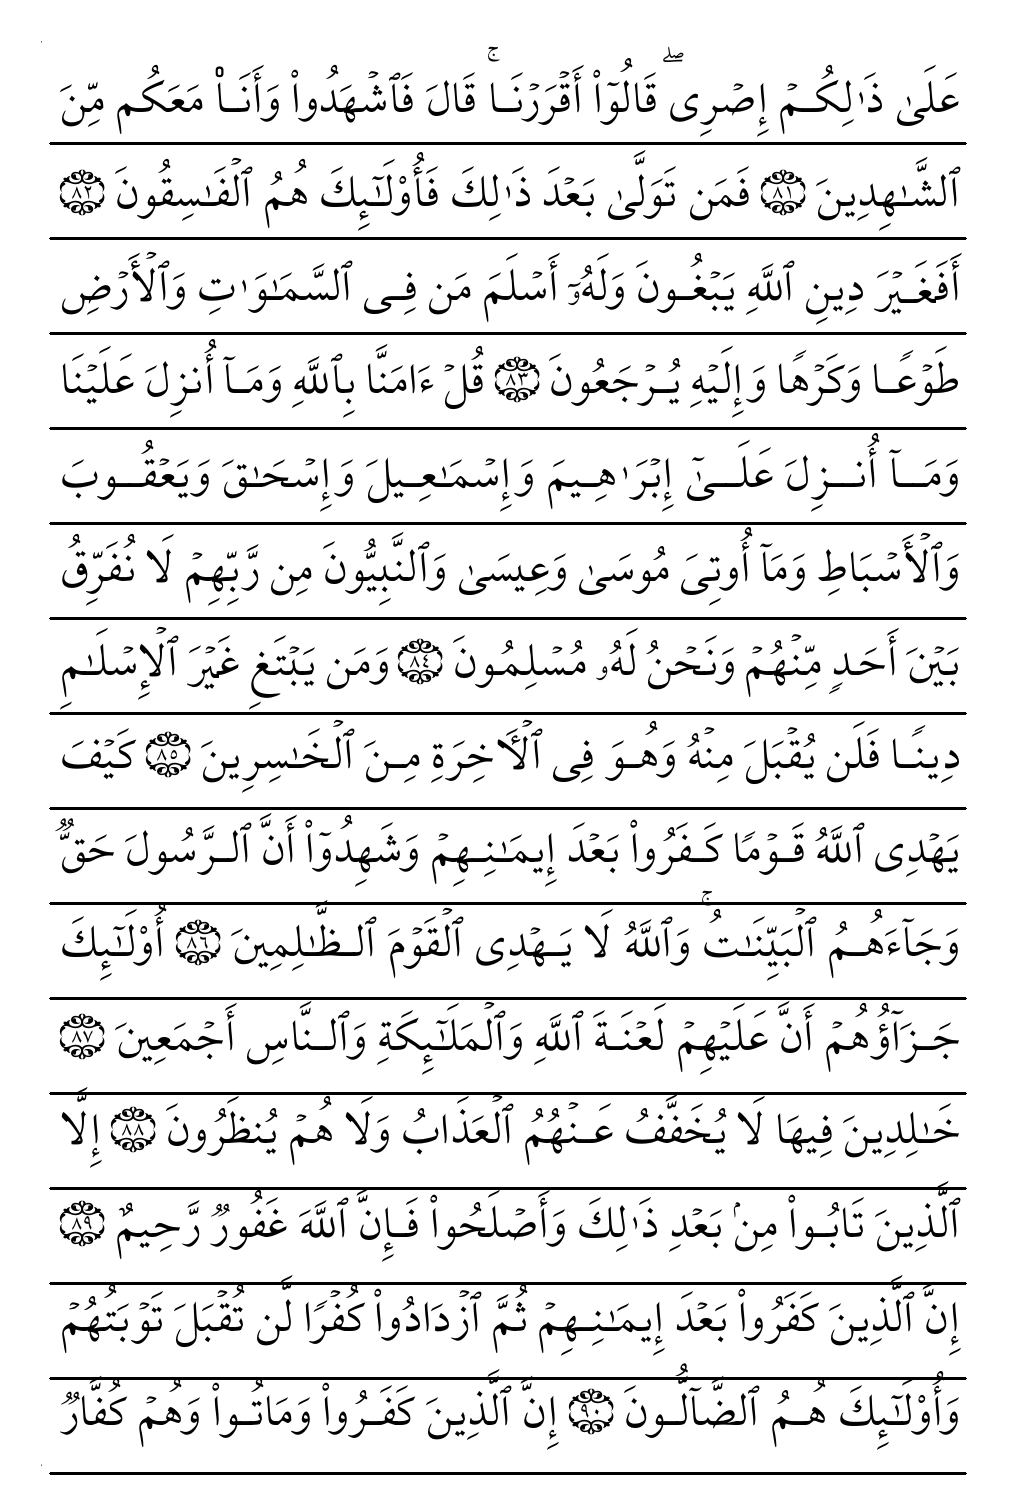 عَلَىٰ ذَٰلِكُمْ إِصْرِى ۖ قَالُوٓا۟ أَقْرَرْنَا ۚ قَالَ فَٱشْهَدُوا۟ وَأَنَا۠ مَعَكُم مِّنَ
ٱلشَّـٰهِدِينَ ٨١ فَمَن تَوَلَّىٰ بَعْدَ ذَٰلِكَ فَأُو۟لَـٰٓئِكَ هُمُ ٱلْفَـٰسِقُونَ ٨٢
أَفَغَيْرَ دِينِ ٱللَّهِ يَبْغُونَ وَلَهُۥٓ أَسْلَمَ مَن فِى ٱلسَّمَـٰوَٰتِ وَٱلْأَرْضِ
طَوْعًا وَكَرْهًا وَإِلَيْهِ يُرْجَعُونَ ٨٣ قُلْ ءَامَنَّا بِٱللَّهِ وَمَآ أُنزِلَ عَلَيْنَا
وَمَآ أُنزِلَ عَلَىٰٓ إِبْرَٰهِيمَ وَإِسْمَـٰعِيلَ وَإِسْحَـٰقَ وَيَعْقُوبَ
وَٱلْأَسْبَاطِ وَمَآ أُوتِىَ مُوسَىٰ وَعِيسَىٰ وَٱلنَّبِيُّونَ مِن رَّبِّهِمْ لَا نُفَرِّقُ
بَيْنَ أَحَدٍ مِّنْهُمْ وَنَحْنُ لَهُۥ مُسْلِمُونَ ٨٤ وَمَن يَبْتَغِ غَيْرَ ٱلْإِسْلَـٰمِ
دِينًا فَلَن يُقْبَلَ مِنْهُ وَهُوَ فِى ٱلْـَٔاخِرَةِ مِنَ ٱلْخَـٰسِرِينَ ٨٥ كَيْفَ
يَهْدِى ٱللَّهُ قَوْمًا كَفَرُوا۟ بَعْدَ إِيمَـٰنِهِمْ وَشَهِدُوٓا۟ أَنَّ ٱلرَّسُولَ حَقٌّ
وَجَآءَهُمُ ٱلْبَيِّنَـٰتُ ۚ وَٱللَّهُ لَا يَهْدِى ٱلْقَوْمَ ٱلظَّـٰلِمِينَ ٨٦ أُو۟لَـٰٓئِكَ
جَزَآؤُهُمْ أَنَّ عَلَيْهِمْ لَعْنَةَ ٱللَّهِ وَٱلْمَلَـٰٓئِكَةِ وَٱلنَّاسِ أَجْمَعِينَ ٨٧
خَـٰلِدِينَ فِيهَا لَا يُخَفَّفُ عَنْهُمُ ٱلْعَذَابُ وَلَا هُمْ يُنظَرُونَ ٨٨ إِلَّا
ٱلَّذِينَ تَابُوا۟ مِنۢ بَعْدِ ذَٰلِكَ وَأَصْلَحُوا۟ فَإِنَّ ٱللَّهَ غَفُورٌ رَّحِيمٌ ٨٩
إِنَّ ٱلَّذِينَ كَفَرُوا۟ بَعْدَ إِيمَـٰنِهِمْ ثُمَّ ٱزْدَادُوا۟ كُفْرًا لَّن تُقْبَلَ تَوْبَتُهُمْ
وَأُو۟لَـٰٓئِكَ هُمُ ٱلضَّآلُّونَ ٩٠ إِنَّ ٱلَّذِينَ كَفَرُوا۟ وَمَاتُوا۟ وَهُمْ كُفَّارٌ